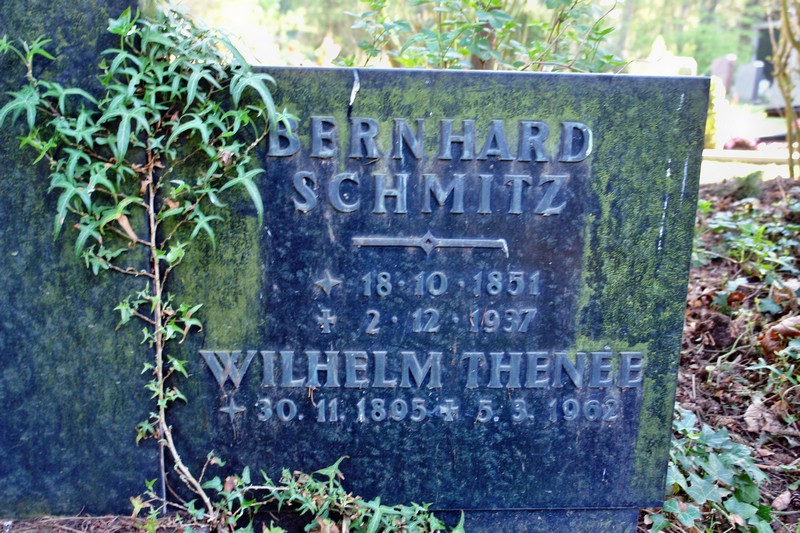 BERNHARD
SCHMITZ
18·10·1851
2·12·1937
WILHELM THENÉE
30.11.1895 5.3.1962